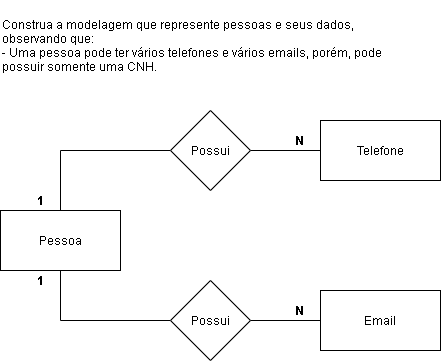 Construa a modelagem que represente pessoas e seus dados,
observando que:
- Uma pessoa pode ter vários telefones e vários emails, porém, pode
possuir somente uma CNH.
Possui
N
Telefone
1
Pessoa
1
Possui
N
Email